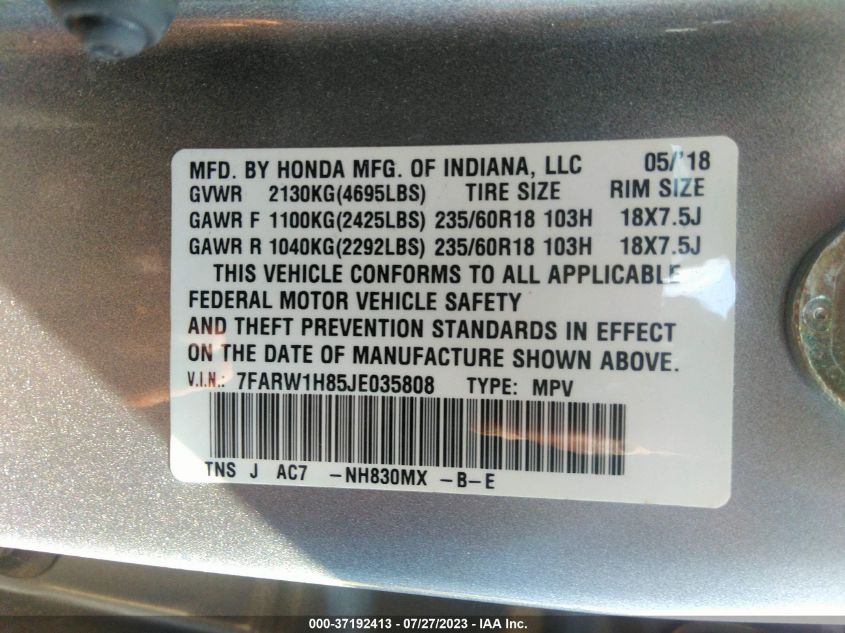 MFD. BY HONDA MFG. OF INDIANA, LLC 05/'18
GVWR 2130KG(4695LBS) TIRE SIZE RIM SIZE
GAWR F 1100KG(2425LBS) 235/60R18 103H 18X7.5J
GAWR R 1040KG(2292LBS) 235/60R18 103H 18X7.5J
THIS VEHICLE CONFORMS TO ALL APPLICABLE
FEDERAL MOTOR VEHICLE SAFETY
AND THEFT PREVENTION STANDARDS IN EFFECT
ON THE DATE OF MANUFACTURE SHOWN ABOVE.
V.I.N.: 7FARW1H85JE035808 TYPE: MPV
TNS J AC7 -NH830MX -B-E
000-37192413 - 07/27/2023 - IAA Inc.